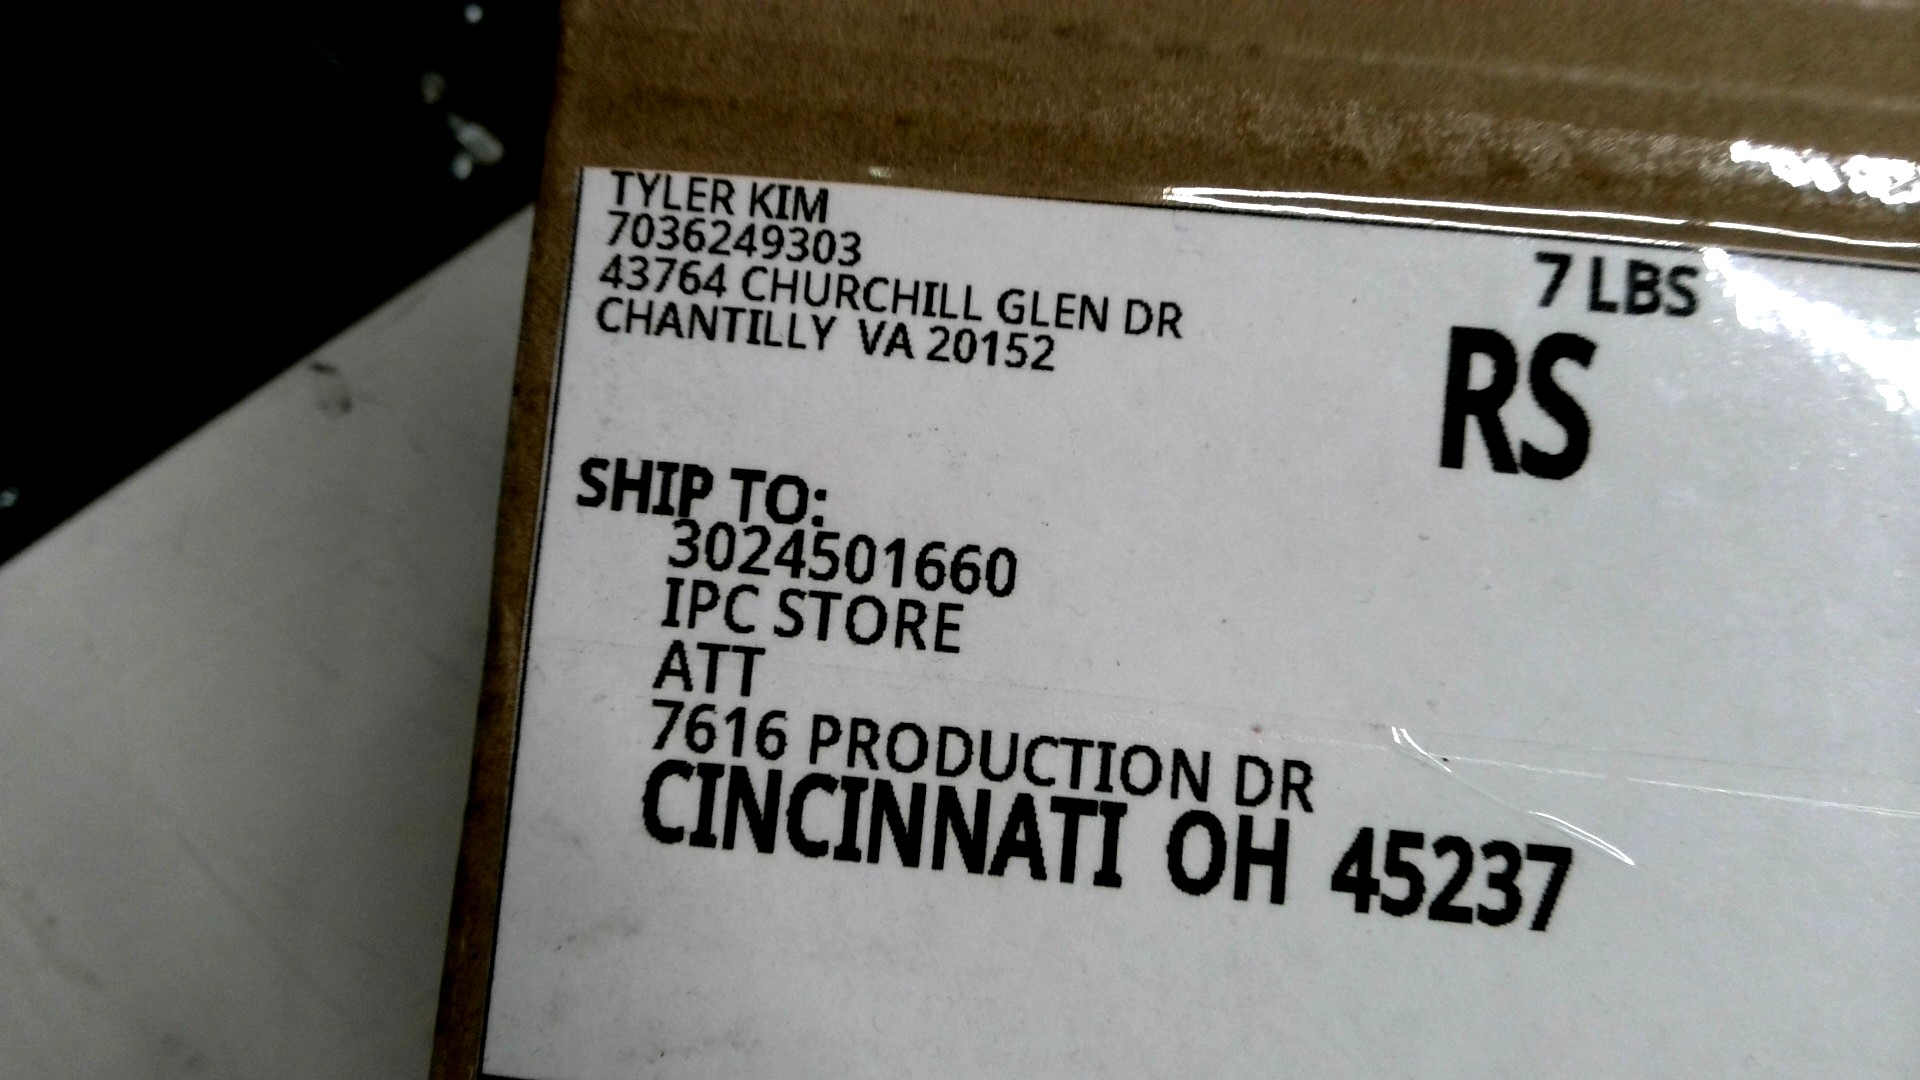 TYLER KIM
7036249303
43764 CHURCHILL GLEN DR
CHANTILLY VA 20152
7 LBS
RS
SHIP TO:
3024501660
IPC STORE
ATT
7616 PRODUCTION DR
CINCINNATI OH 45237